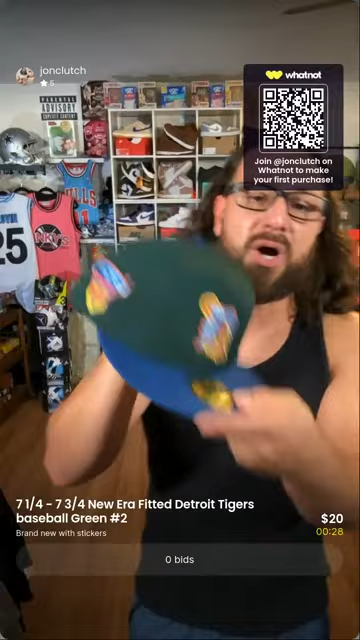 jonclutch
★ 5
whatnot
Join @jonclutch on
Whatnot to make
your first purchase!
PARENTAL
ADVISORY
EXPLICIT CONTENT
25
7 1/4 - 7 3/4 New Era Fitted Detroit Tigers
baseball Green #2
$20
Brand new with stickers
00:28
0 bids